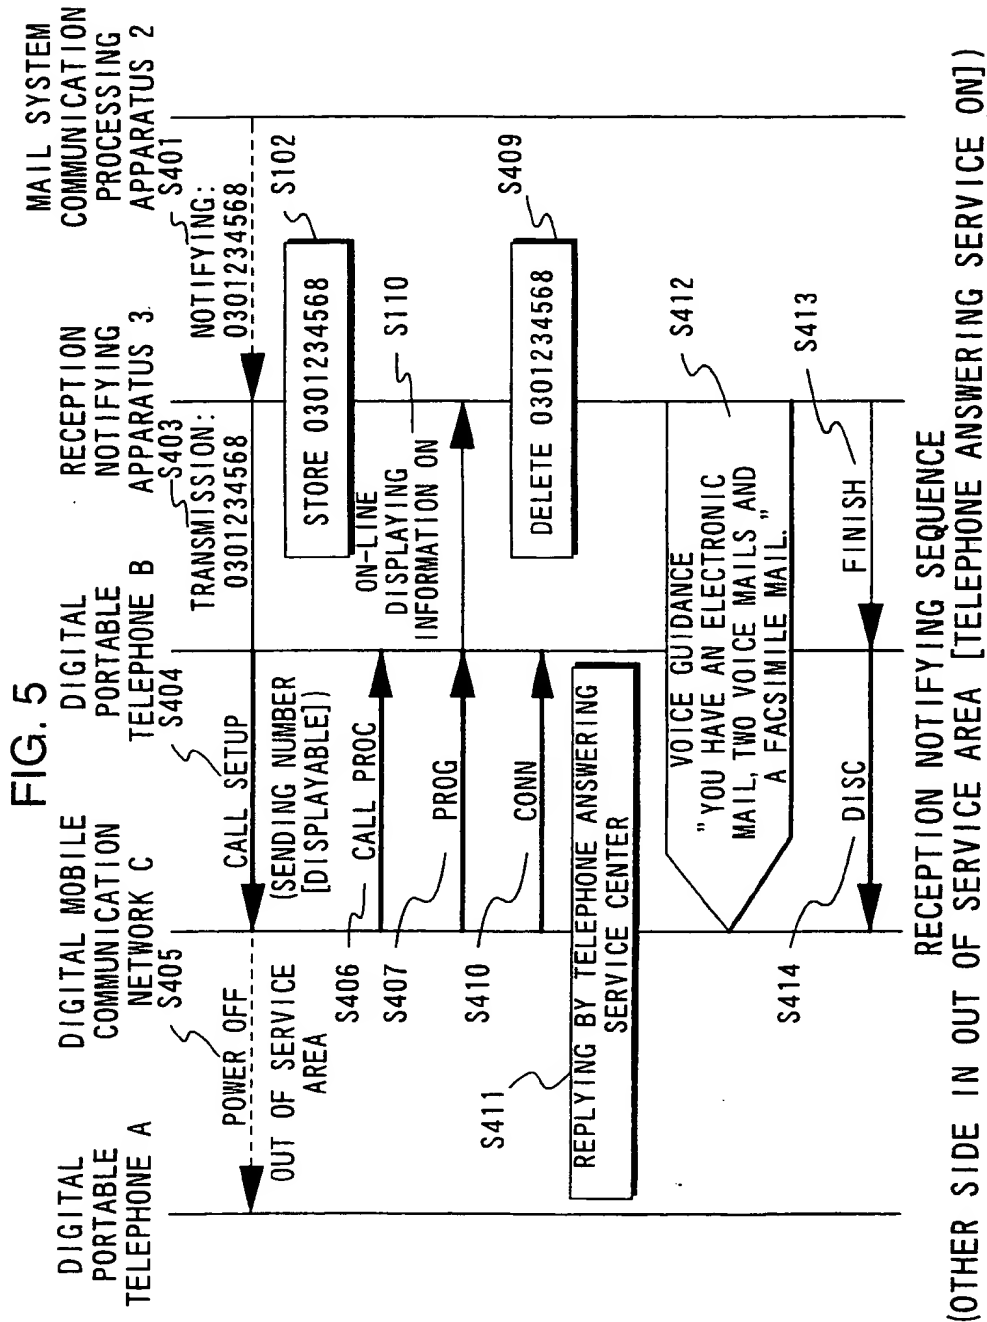 FIG. 5
DIGITAL
PORTABLE
TELEPHONE A
DIGITAL MOBILE
COMMUNICATION
NETWORK C
DIGITAL
PORTABLE
TELEPHONE B
RECEPTION
NOTIFYING
APPARATUS 3
MAIL SYSTEM
COMMUNICATION
PROCESSING
APPARATUS 2
S405
POWER OFF
OUT OF SERVICE
AREA
S404
CALL SETUP
(SENDING NUMBER
[DISPLAYABLE])
S403
TRANSMISSION:
0301234568
S401
NOTIFYING:
0301234568
S102
STORE 0301234568
S406
CALL PROC
ON-LINE
DISPLAYING
INFORMATION ON
S110
S407
PROG
S410
CONN
S409
DELETE 0301234568
S411
REPLYING BY TELEPHONE ANSWERING
SERVICE CENTER
S412
VOICE GUIDANCE
"YOU HAVE AN ELECTRONIC
MAIL, TWO VOICE MAILS AND
A FACSIMILE MAIL."
S413
FINISH
S414
DISC
RECEPTION NOTIFYING SEQUENCE
(OTHER SIDE IN OUT OF SERVICE AREA [TELEPHONE ANSWERING SERVICE ON])